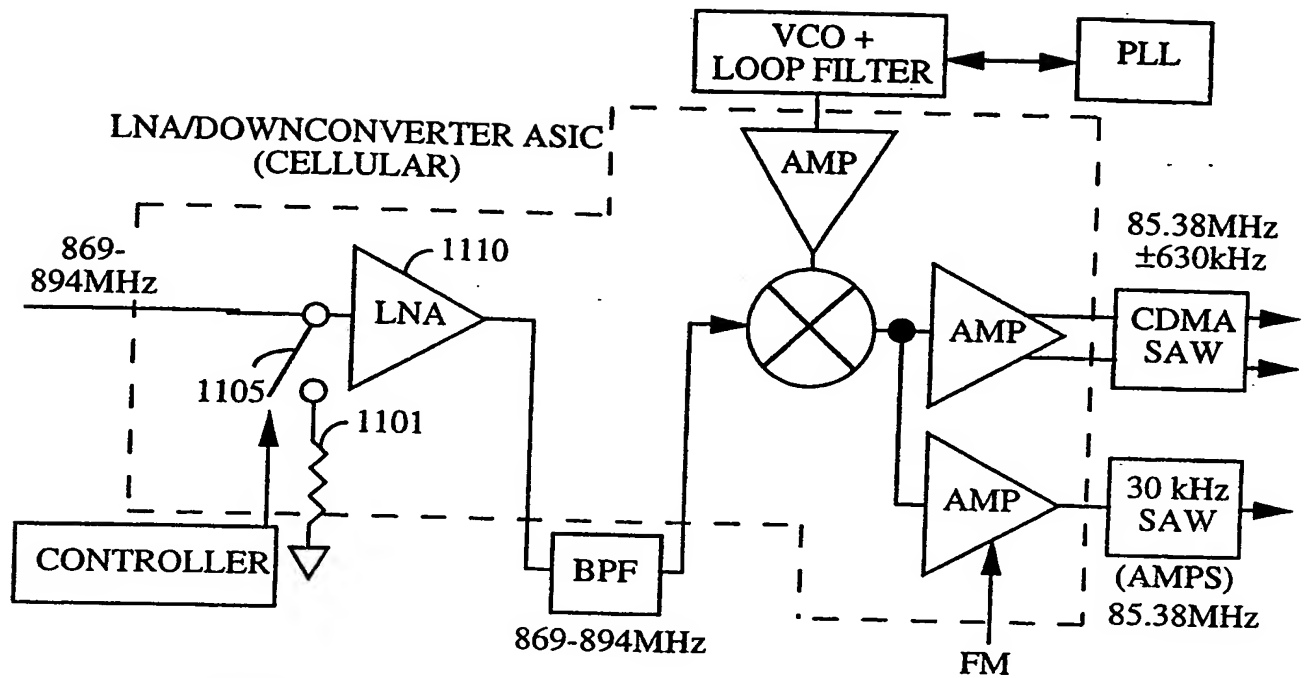 VCO +
LOOP FILTER
PLL
LNA/DOWNCONVERTER ASIC
(CELLULAR)
AMP
869-
894MHz
1110
LNA
1105
1101
CONTROLLER
BPF
869-894MHz
AMP
85.38MHz
±630kHz
CDMA
SAW
AMP
30 kHz
SAW
(AMPS)
85.38MHz
FM